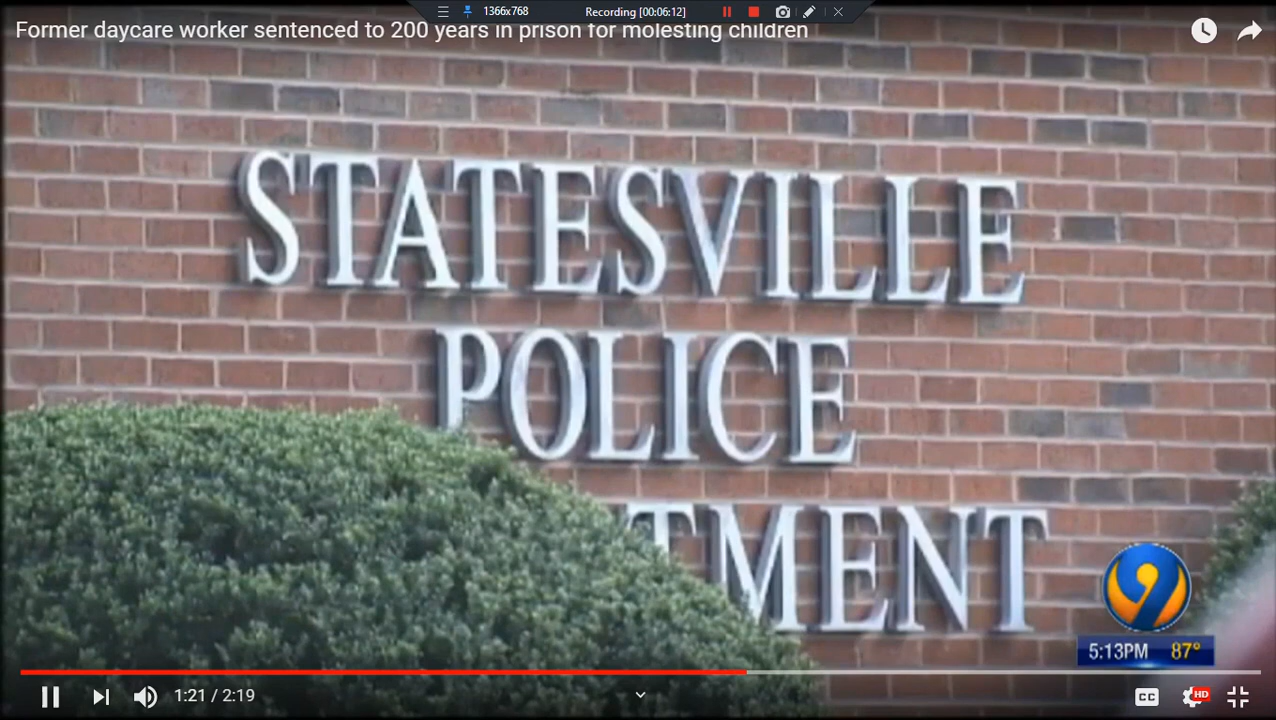 1366x768 Recording [00:06:12]
Former daycare worker sentenced to 200 years in prison for molesting children
STATESVILLE
POLICE
TMENT
9
5:13PM 87°
1:21 / 2:19
CC HD